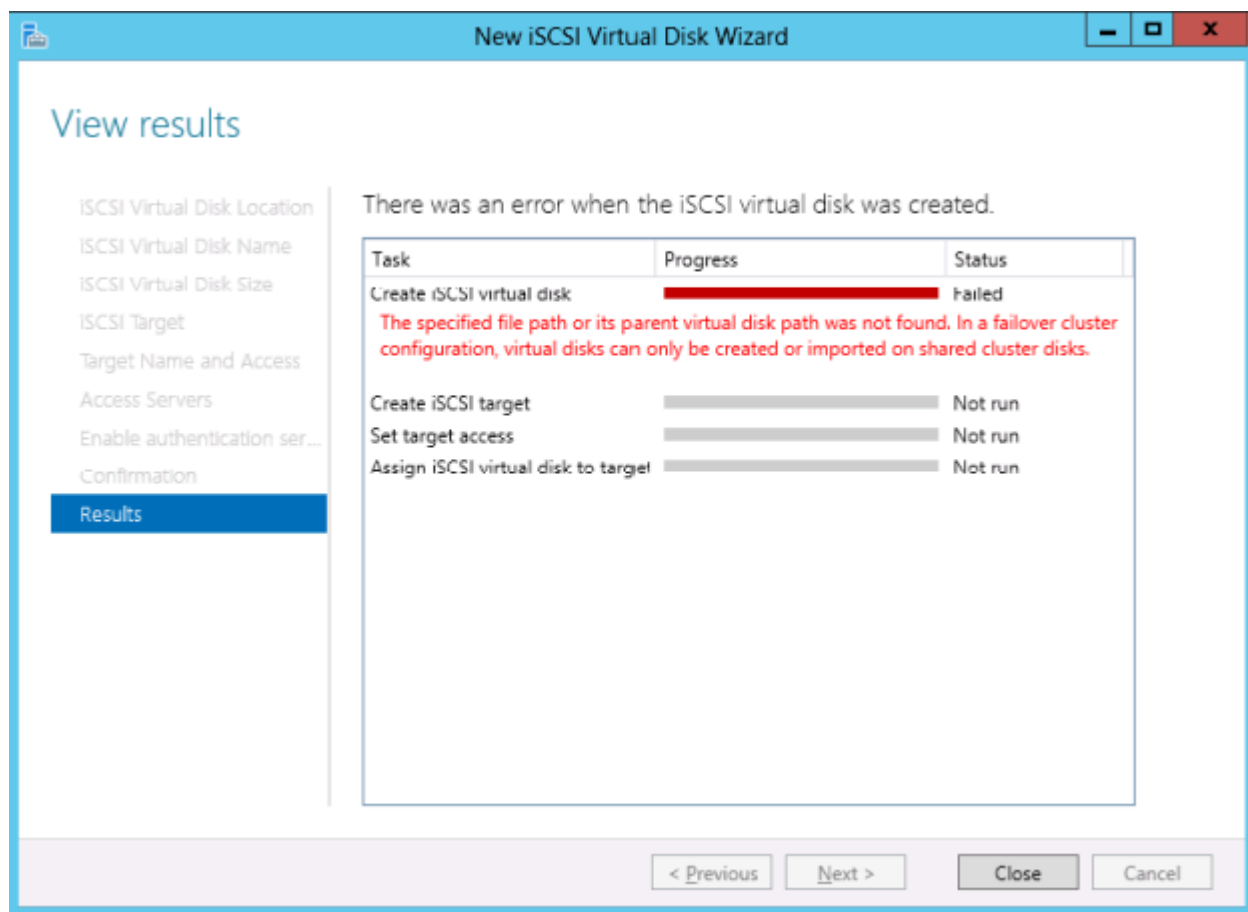 New iSCSI Virtual Disk Wizard
View results
iSCSI Virtual Disk Location
iSCSI Virtual Disk Name
iSCSI Virtual Disk Size
iSCSI Target
Target Name and Access
Access Servers
Enable authentication ser...
Confirmation
Results
There was an error when the iSCSI virtual disk was created.
Task Progress Status
Create iSCSI virtual disk Failed
The specified file path or its parent virtual disk path was not found. In a failover cluster
configuration, virtual disks can only be created or imported on shared cluster disks.
Create iSCSI target Not run
Set target access Not run
Assign iSCSI virtual disk to target Not run
< Previous Next > Close Cancel